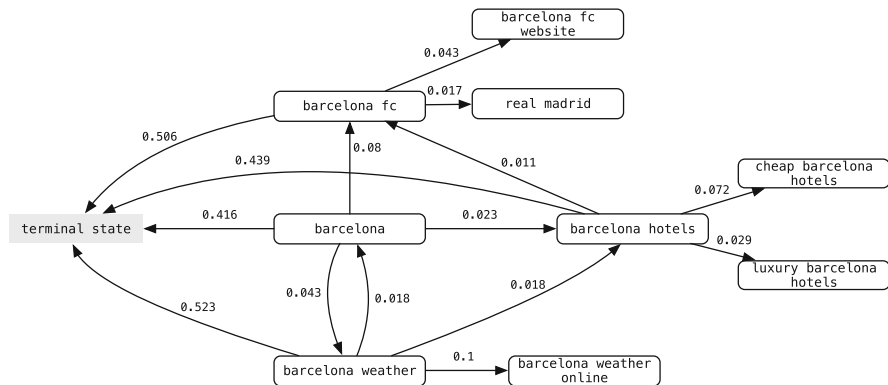 barcelona fc
website
0.043
0.017
barcelona fc
real madrid
0.506
0.08
0.439
0.011
cheap barcelona
hotels
0.072
0.416
0.023
terminal state
barcelona
barcelona hotels
0.029
luxury barcelona
hotels
0.043
0.018
0.018
0.523
0.1
barcelona weather
barcelona weather
online